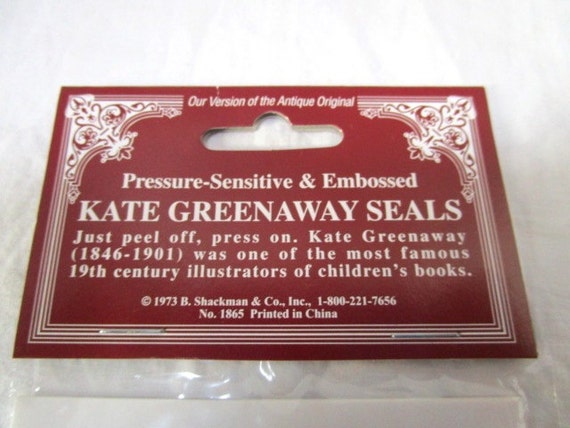 Our Version of the Antique Original
Pressure-Sensitive & Embossed
KATE GREENAWAY SEALS
Just peel off, press on. Kate Greenaway
(1846-1901) was one of the most famous
19th century illustrators of children's books.
© 1973 B. Shackman & Co., Inc., 1-800-221-7656
No. 1865 Printed in China